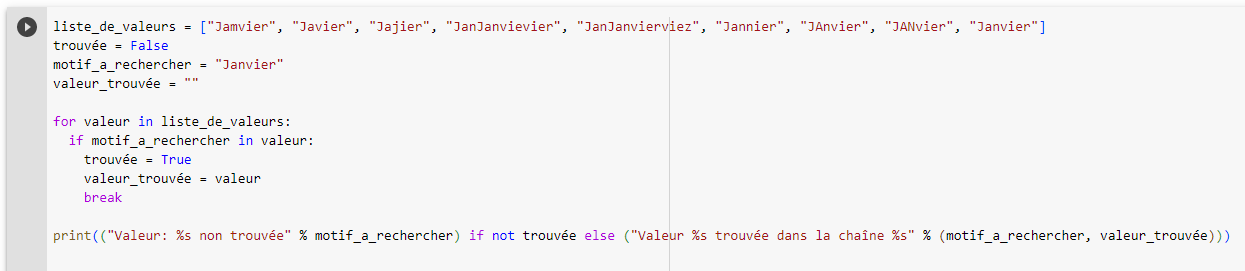 liste_de_valeurs = ["Jamvier", "Javier", "Jajier", "JanJanvievier", "JanJanvierviez", "Jannier", "JAnvier", "JANvier", "Janvier"]
trouvée = False
motif_a_rechercher = "Janvier"
valeur_trouvée = ""

for valeur in liste_de_valeurs:
  if motif_a_rechercher in valeur:
    trouvée = True
    valeur_trouvée = valeur
    break

print(("Valeur: %s non trouvée" % motif_a_rechercher) if not trouvée else ("Valeur %s trouvée dans la chaîne %s" % (motif_a_rechercher, valeur_trouvée)))